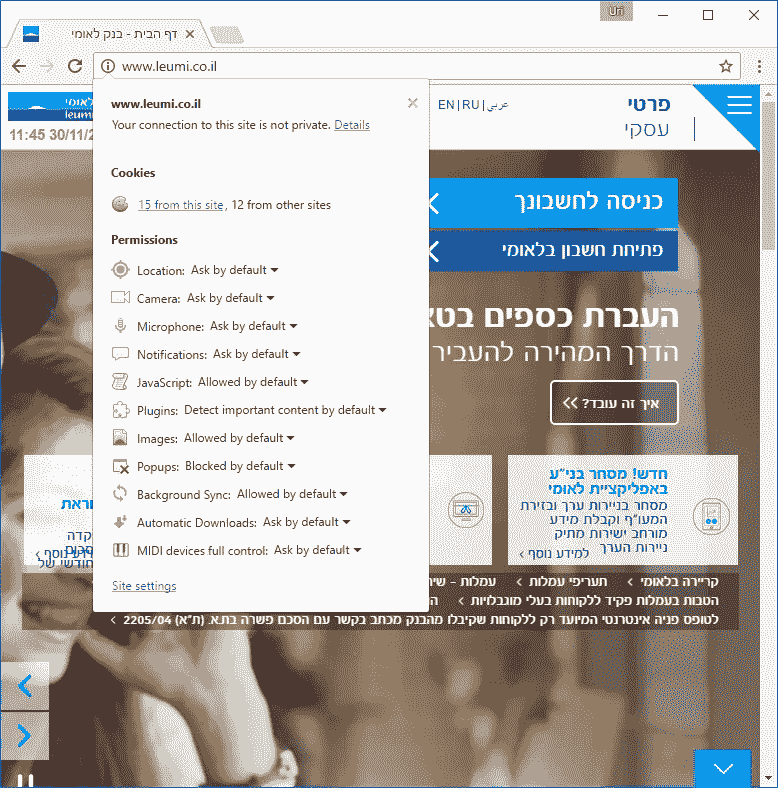 Uri
דף הבית - בנק לאומי
www.leumi.co.il
לאומי
leumi
11:45 30/11/2
EN | RU | عربي
פרטי
עסקי
www.leumi.co.il
Your connection to this site is not private. Details
Cookies
15 from this site, 12 from other sites
Permissions
Location: Ask by default
Camera: Ask by default
Microphone: Ask by default
Notifications: Ask by default
JavaScript: Allowed by default
Plugins: Detect important content by default
Images: Allowed by default
Popups: Blocked by default
Background Sync: Allowed by default
Automatic Downloads: Ask by default
MIDI devices full control: Ask by default
Site settings
כניסה לחשבונך
פתיחת חשבון בלאומי
העברת כספים
הדרך המהירה להעביר
איך זה עובד?
חדש! מסחר בני״ע
באפליקציית לאומי
מסחר בניירות ערך ובזירת
המעו״ף וקבלת מידע
מורחב ישירות מתיק
ניירות הערך
למידע נוסף
קריירה בלאומי תעריפי עמלות עמלות -
הטבות בעמלות פקיד ללקוחות בעלי מוגבלויות
לטופס פניה אינטרנטי המיועד רק ללקוחות שקיבלו מהבנק מכתב בקשר עם הסכם פשרה בת.א. (ת״א) 2205/04